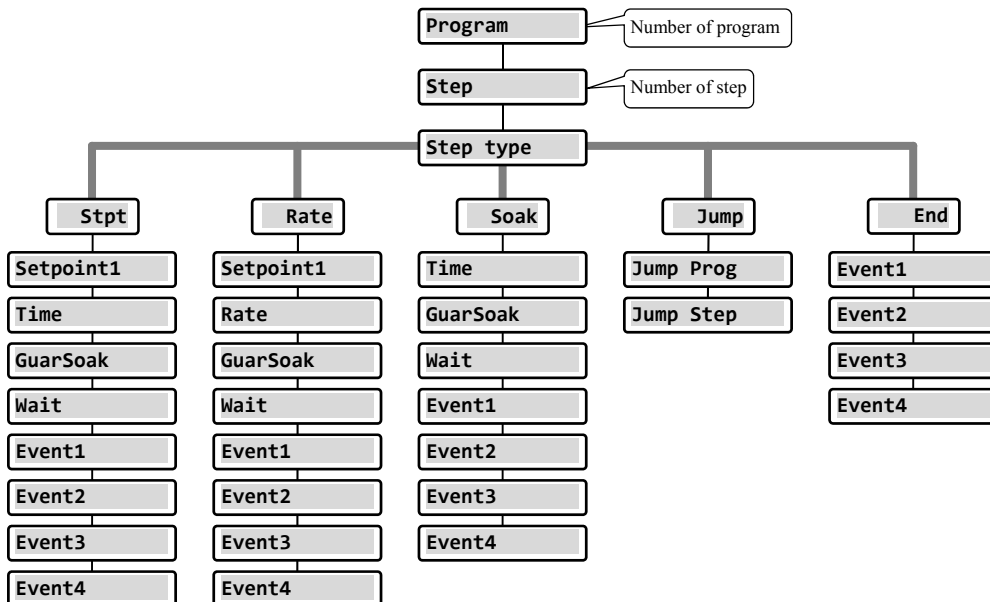 Program
Number of program
Step
Number of step
Step type
Stpt
Rate
Soak
Jump
End
Setpoint1
Time
GuarSoak
Wait
Event1
Event2
Event3
Event4
Setpoint1
Rate
GuarSoak
Wait
Event1
Event2
Event3
Event4
Time
GuarSoak
Wait
Event1
Event2
Event3
Event4
Jump Prog
Jump Step
Event1
Event2
Event3
Event4